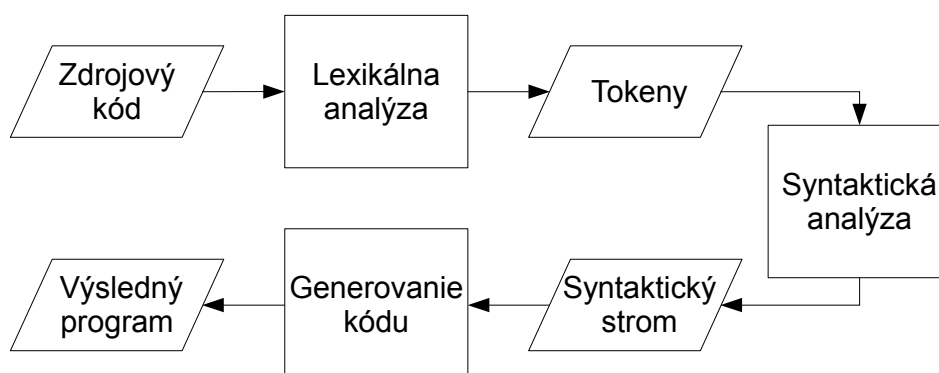 Zdrojový
kód
Lexikálna
analýza
Tokeny
Syntaktická
analýza
Syntaktický
strom
Generovanie
kódu
Výsledný
program